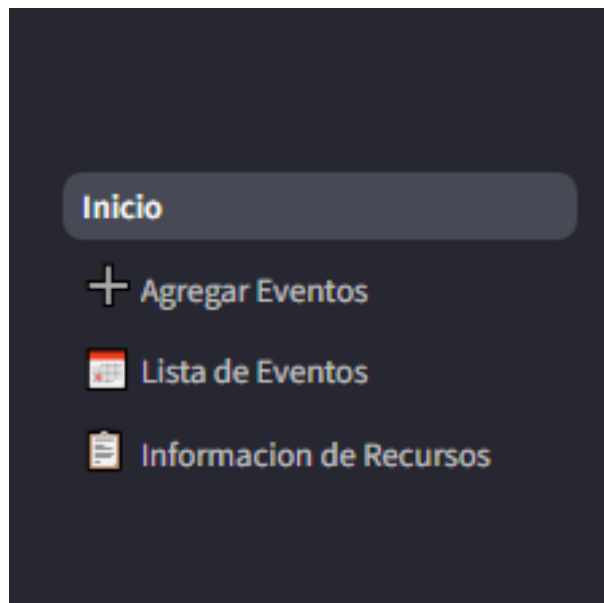 Inicio
Agregar Eventos
Lista de Eventos
Informacion de Recursos